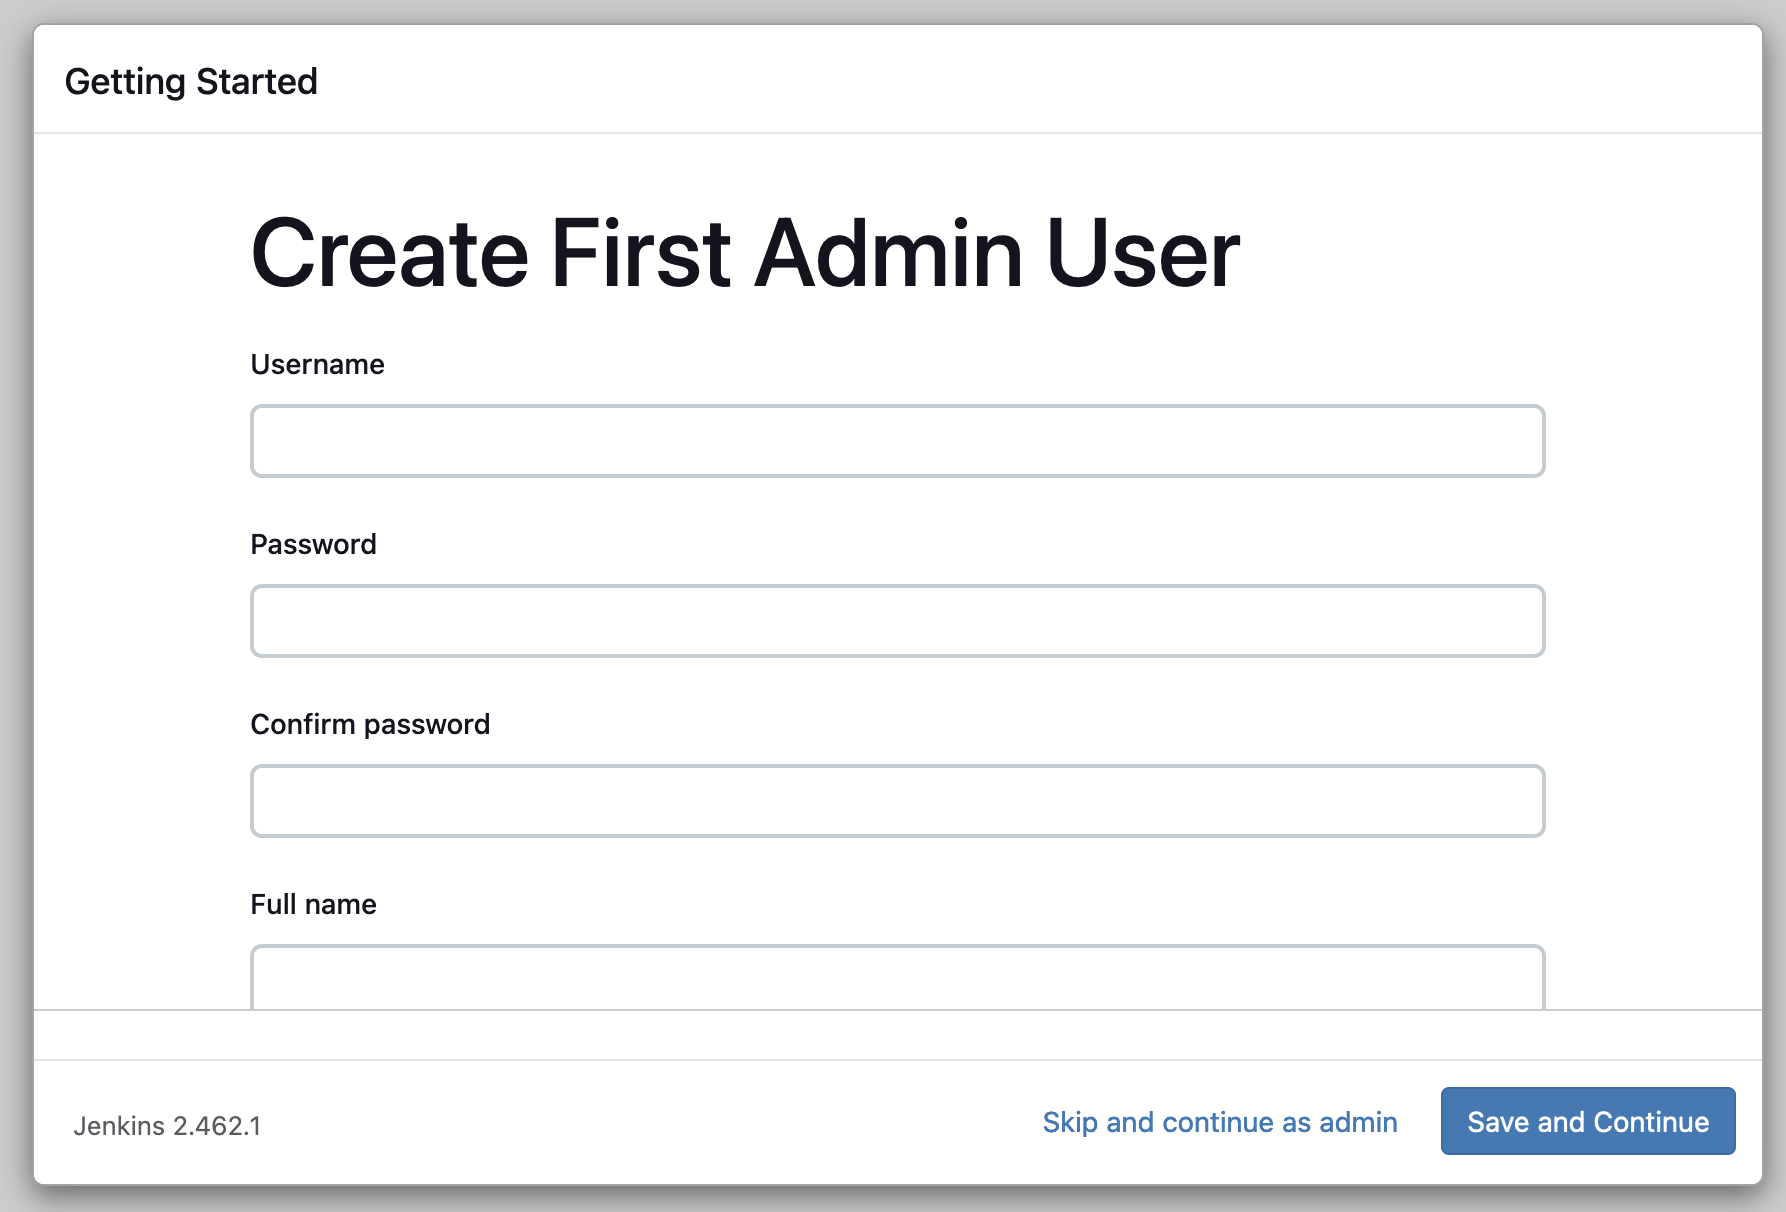 Getting Started
Create First Admin User
Username
Password
Confirm password
Full name
Jenkins 2.462.1
Skip and continue as admin
Save and Continue